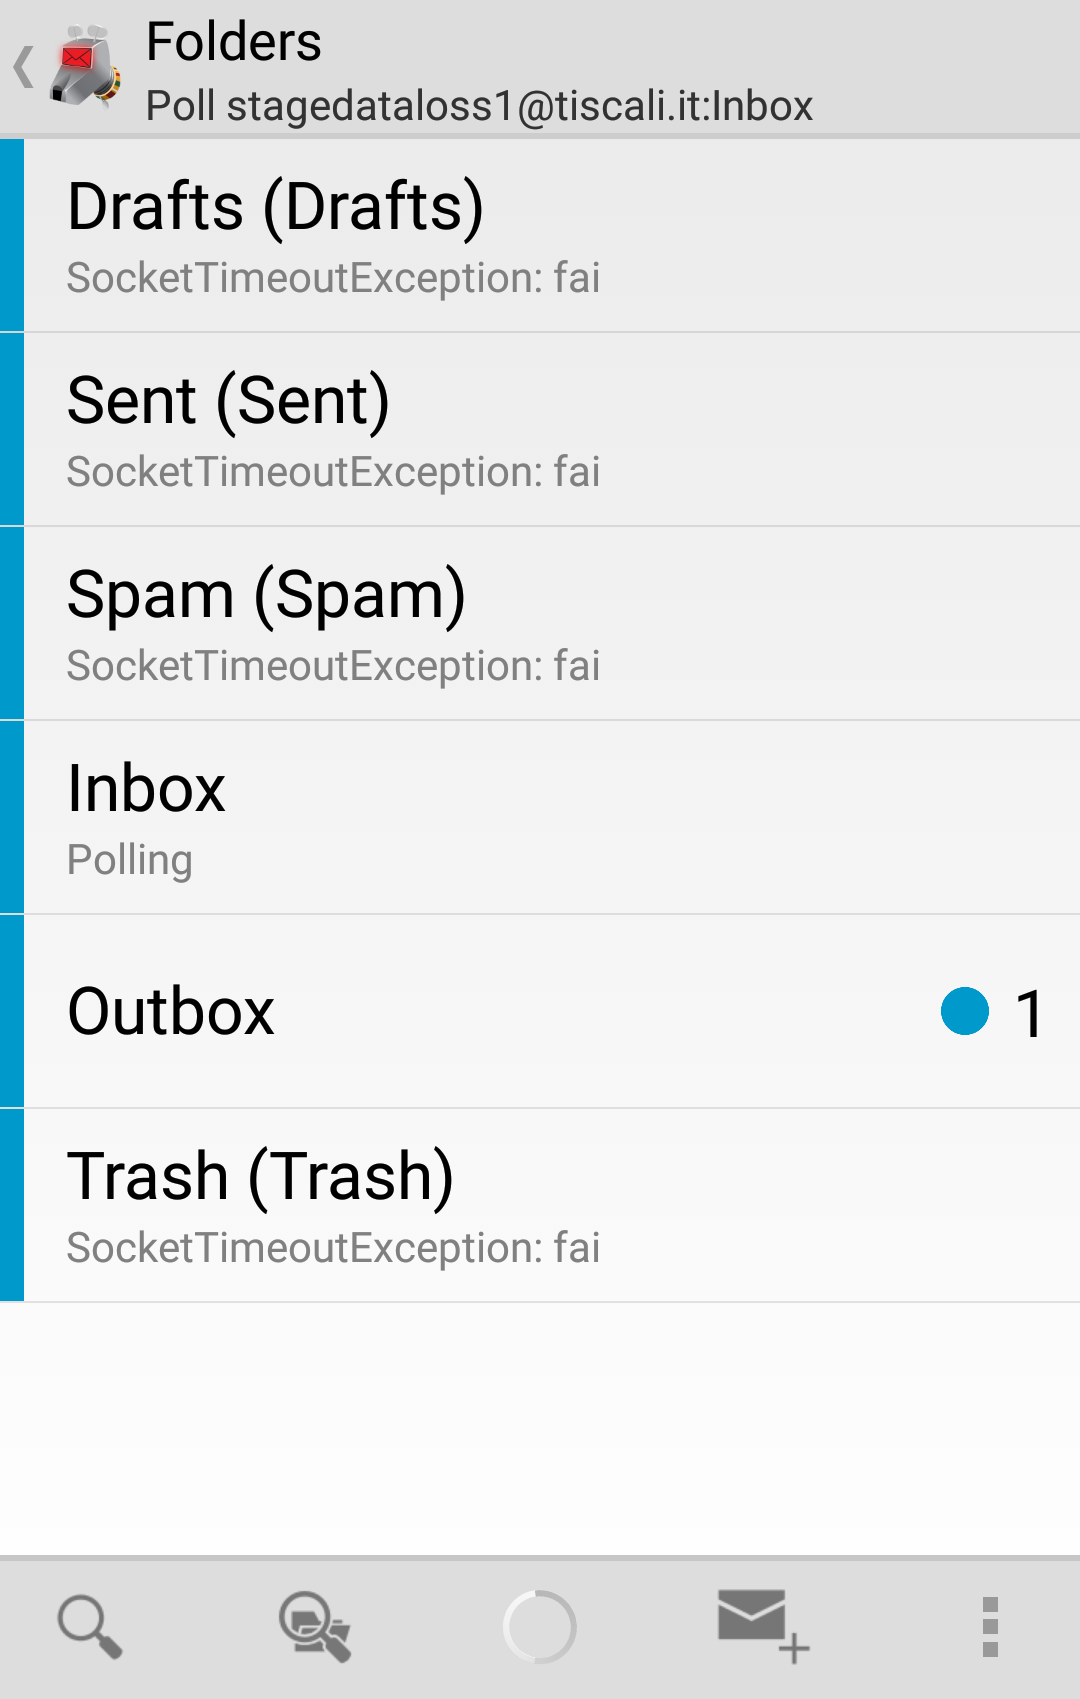 Folders
Poll stagedataloss1@tiscali.it:Inbox
Drafts (Drafts)
SocketTimeoutException: fai
Sent (Sent)
SocketTimeoutException: fai
Spam (Spam)
SocketTimeoutException: fai
Inbox
Polling
Outbox 1
Trash (Trash)
SocketTimeoutException: fai